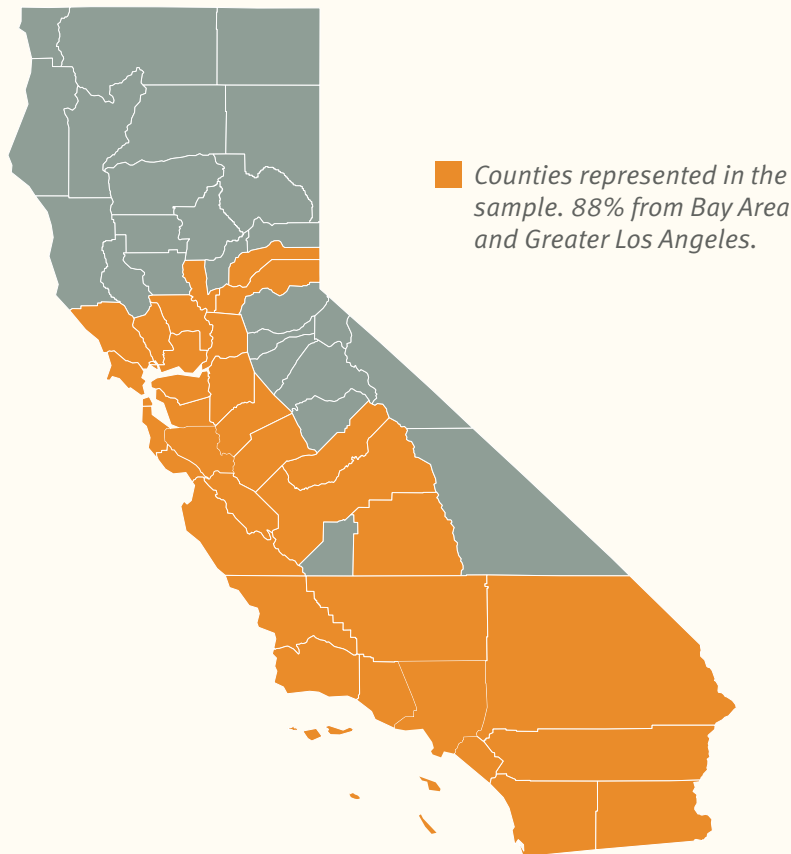 Counties represented in the
sample. 88% from Bay Area
and Greater Los Angeles.